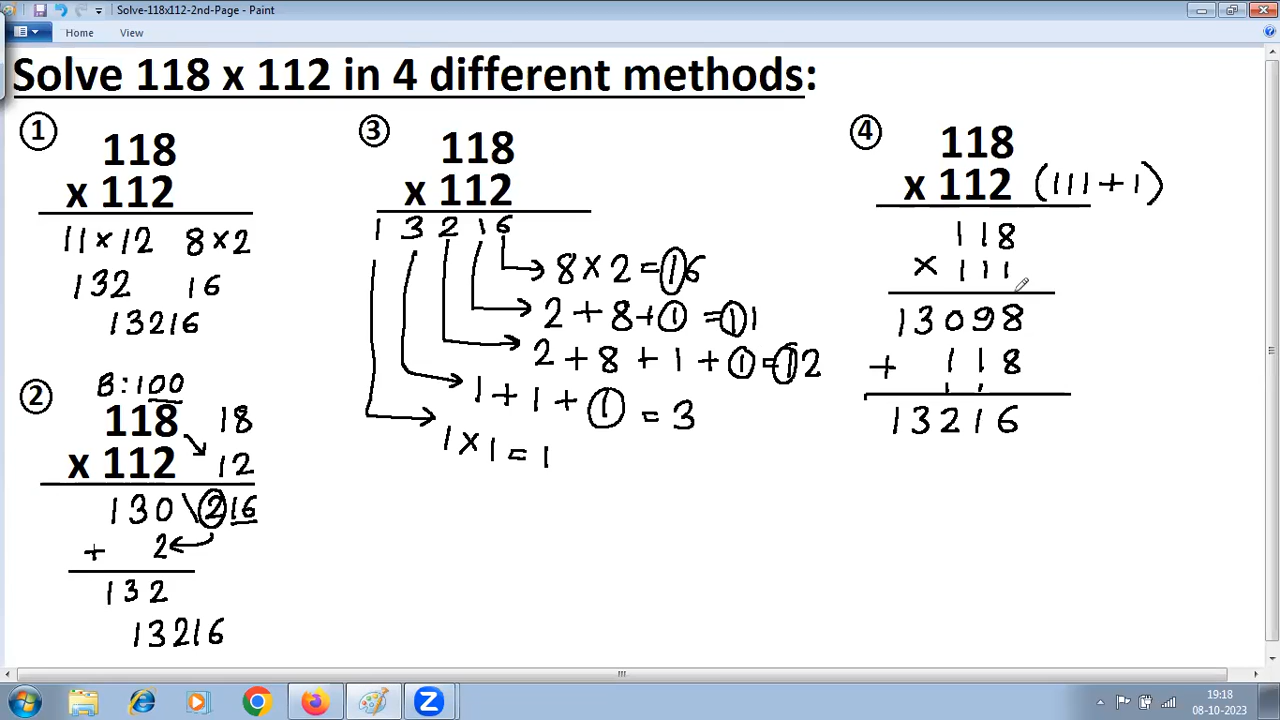 Solve-118x112-2nd-Page - Paint
Home View
Solve 118 x 112 in 4 different methods:
①
118
x 112
11 × 12 8 × 2
132 16
13216
②
B : 100
118 18
x 112 12
130 \ 2 16
+ 2
132
13216
③
118
x 112
1 3 2 1 6
8 × 2 = 16
2 + 8 + 1 = 11
2 + 8 + 1 + 1 = 12
1 + 1 + 1 = 3
1 × 1 = 1
④
118
x 112 (111 + 1)
118
× 111
13098
+ 118
1 1
13216
19:18
08-10-2023